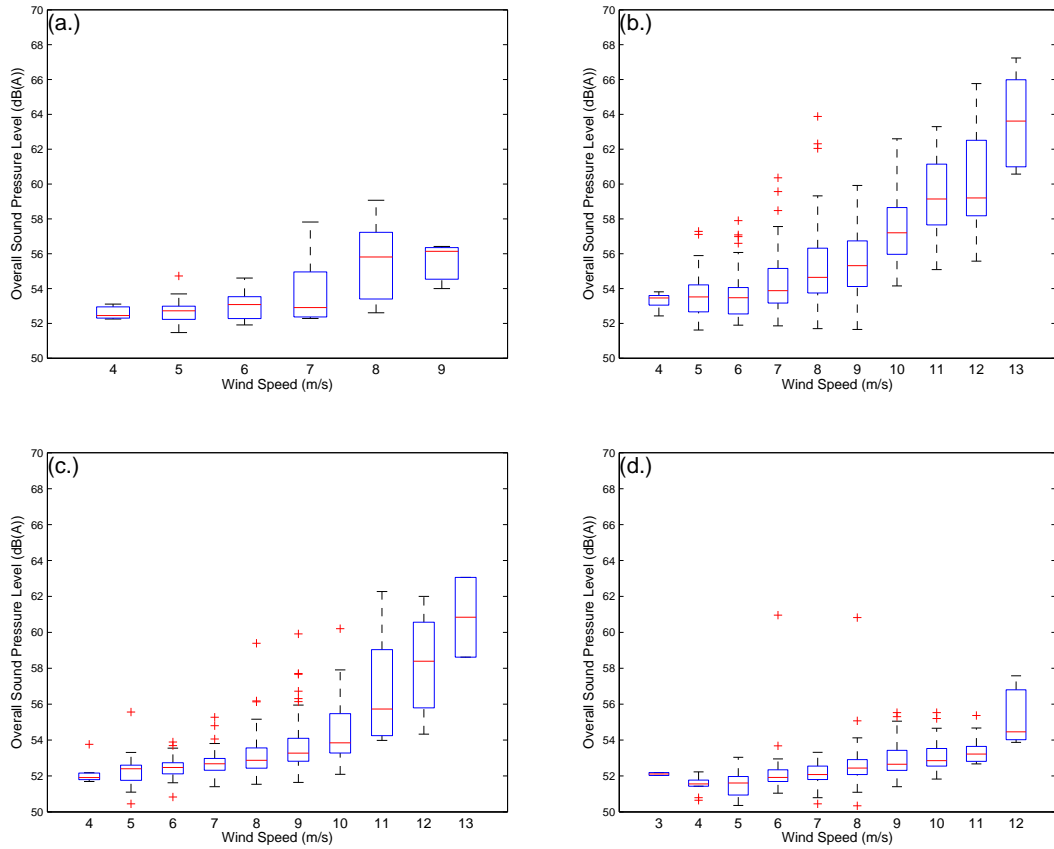 (a.)
70
68
66
64
62
60
58
56
54
52
50
Overall Sound Pressure Level (dB(A))
4 5 6 7 8 9
Wind Speed (m/s)
(b.)
70
68
66
64
62
60
58
56
54
52
50
Overall Sound Pressure Level (dB(A))
4 5 6 7 8 9 10 11 12 13
Wind Speed (m/s)
(c.)
70
68
66
64
62
60
58
56
54
52
50
Overall Sound Pressure Level (dB(A))
4 5 6 7 8 9 10 11 12 13
Wind Speed (m/s)
(d.)
70
68
66
64
62
60
58
56
54
52
50
Overall Sound Pressure Level (dB(A))
3 4 5 6 7 8 9 10 11 12
Wind Speed (m/s)